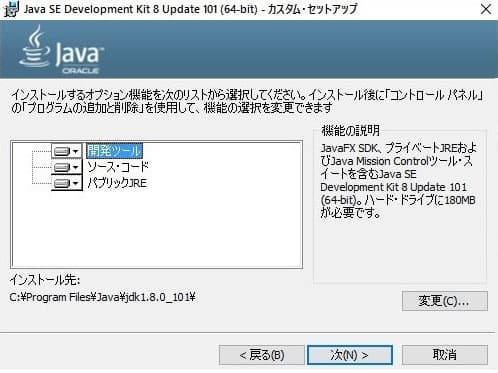 Java SE Development Kit 8 Update 101 (64-bit) - カスタム・セットアップ
Java
ORACLE
インストールするオプション機能を次のリストから選択してください。インストール後に「コントロール パネル」
の「プログラムの追加と削除」を使用して、機能の選択を変更できます
開発ツール
ソース・コード
パブリックJRE
機能の説明
JavaFX SDK、プライベートJREおよ
びJava Mission Controlツール・ス
イートを含むJava SE
Development Kit 8 Update 101
(64-bit)。ハード・ドライブに180MB
が必要です。
インストール先:
C:¥Program Files¥Java¥jdk1.8.0_101¥
変更(C)...
< 戻る(B)
次(N) >
取消